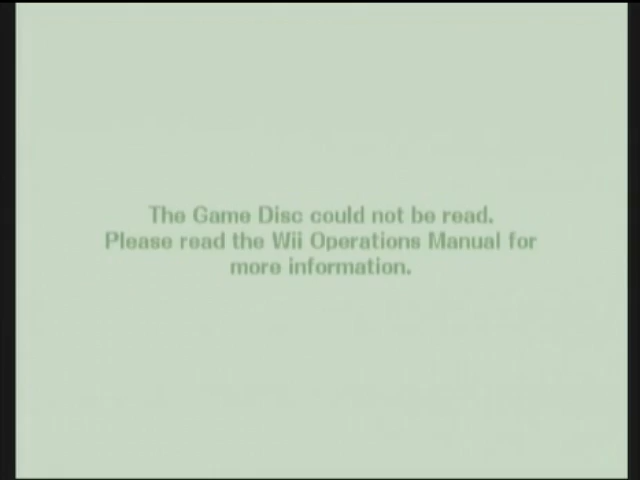 The Game Disc could not be read.
Please read the Wii Operations Manual for
more information.